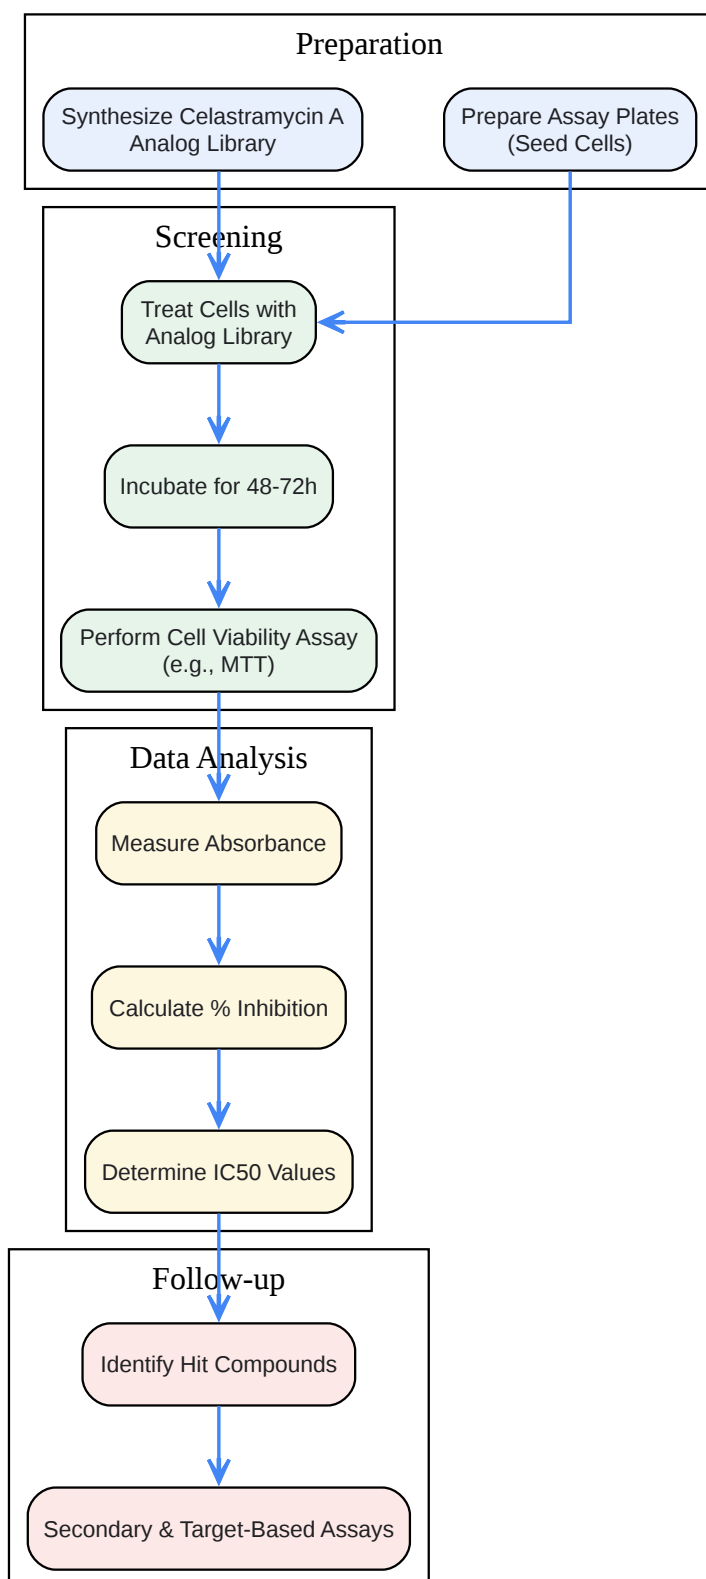 Preparation
Synthesize Celastramycin A
Analog Library
Prepare Assay Plates
(Seed Cells)
Screening
Treat Cells with
Analog Library
Incubate for 48-72h
Perform Cell Viability Assay
(e.g., MTT)
Data Analysis
Measure Absorbance
Calculate % Inhibition
Determine IC50 Values
Follow-up
Identify Hit Compounds
Secondary & Target-Based Assays